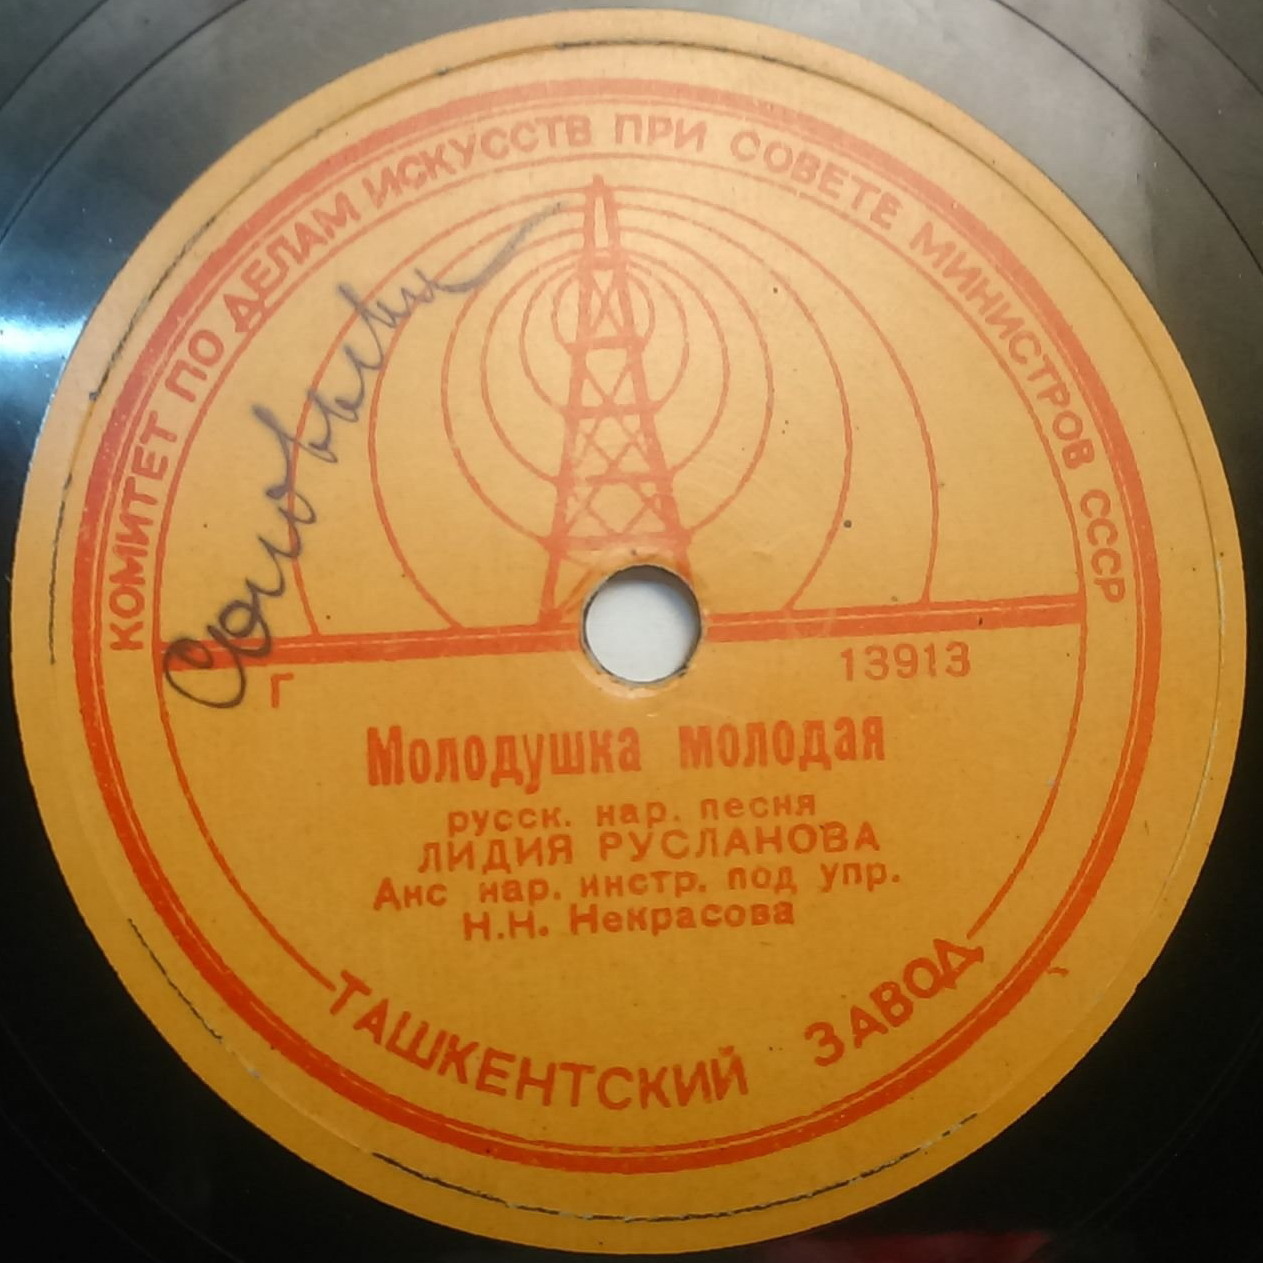 КОМИТЕТ ПО ДЕЛАМ ИСКУССТВ ПРИ СОВЕТЕ МИНИСТРОВ СССР
Г 13913
Молодушка молодая
русск. нар. песня
ЛИДИЯ РУСЛАНОВА
Анс нар. инстр. под упр.
Н.Н. Некрасова
ТАШКЕНТСКИЙ ЗАВОД